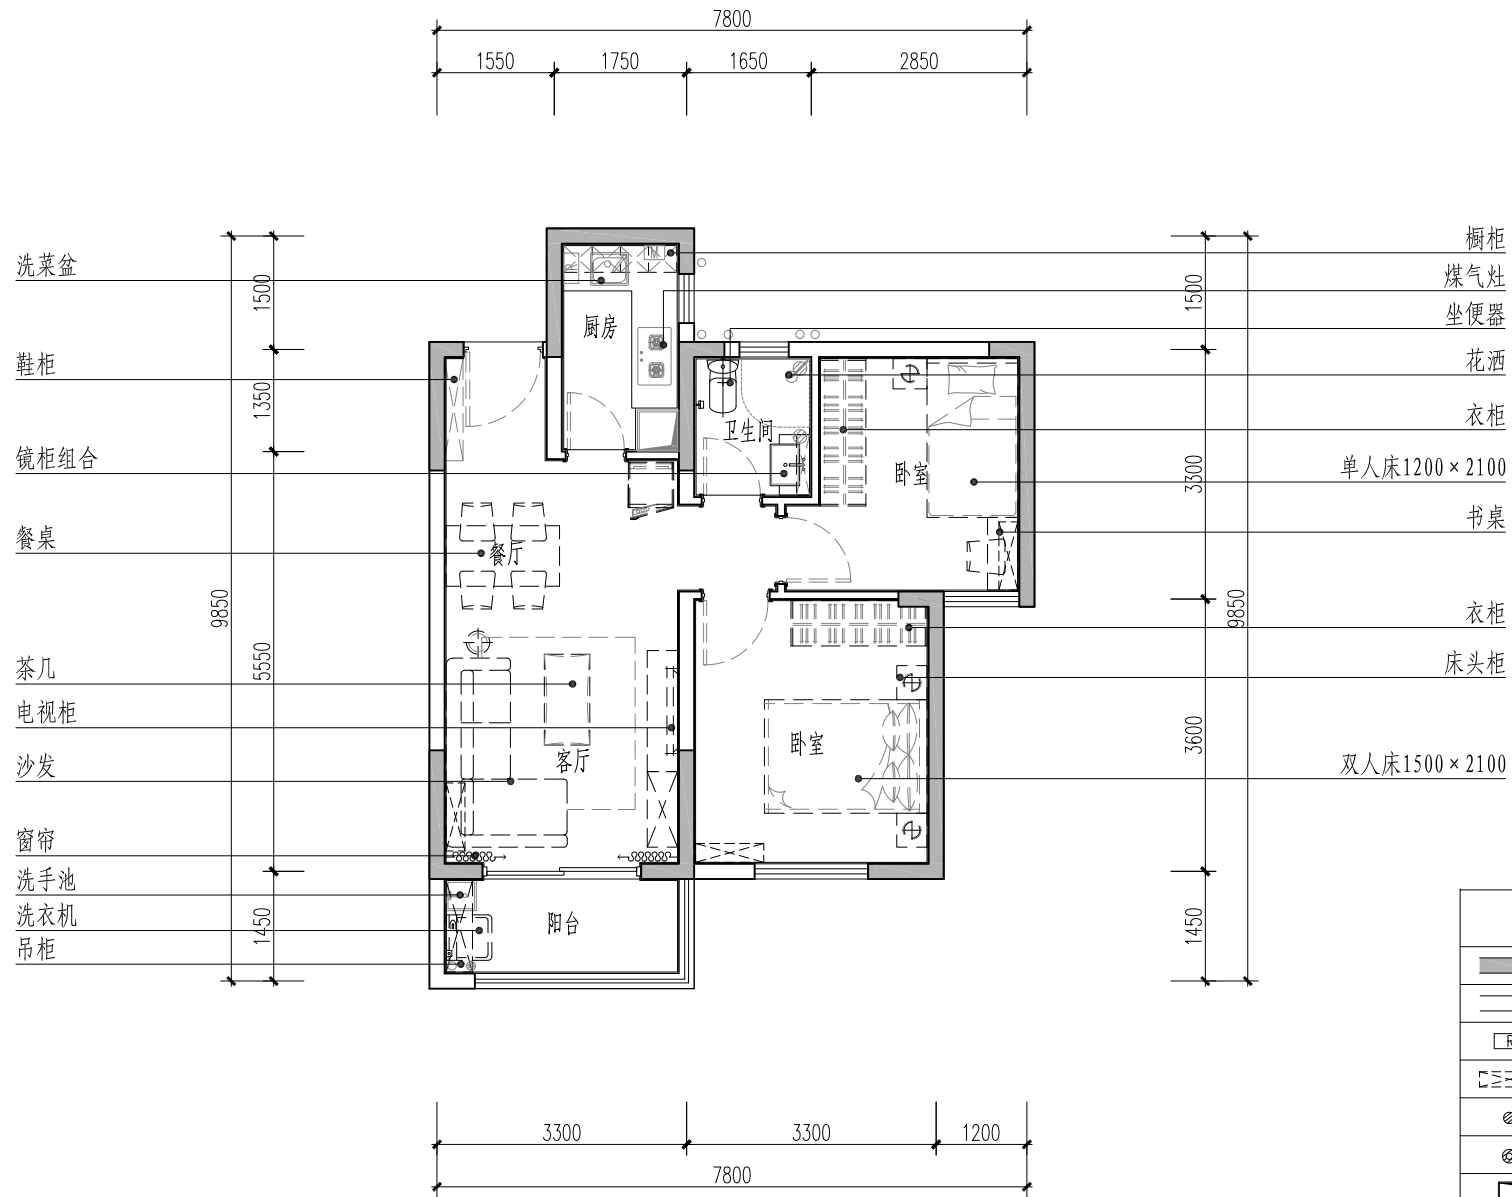 7800
1550
1750
1650
2850
洗菜盆
鞋柜
镜柜组合
餐桌
茶几
电视柜
沙发
窗帘
洗手池
洗衣机
吊柜
9850
1500
1350
5550
1450
厨房
卫生间
卧室
餐厅
客厅
卧室
阳台
R
1500
3300
3600
1450
9850
橱柜
煤气灶
坐便器
花洒
衣柜
单人床1200×2100
书桌
衣柜
床头柜
双人床1500×2100
R
3300
3300
1200
7800